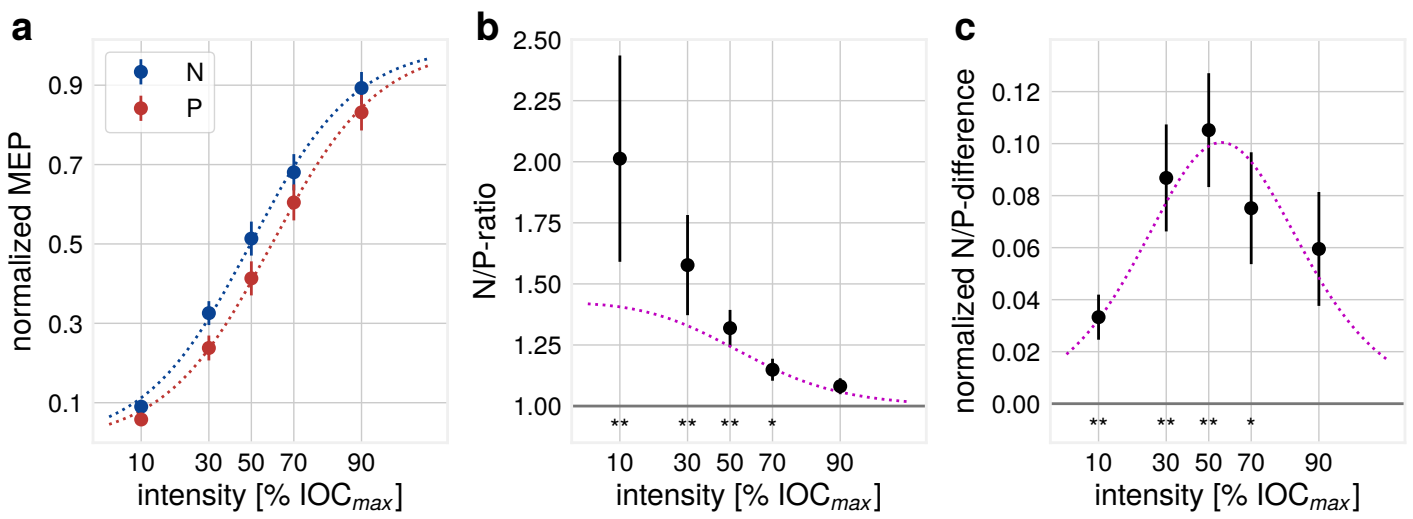 a
normalized MEP
0.9
0.7
0.5
0.3
0.1
N
P
10 30 50 70 90
intensity [% IOCmax]
b
N/P-ratio
2.50
2.25
2.00
1.75
1.50
1.25
1.00
** ** ** *
10 30 50 70 90
intensity [% IOCmax]
c
normalized N/P-difference
0.12
0.10
0.08
0.06
0.04
0.02
0.00
** ** ** *
10 30 50 70 90
intensity [% IOCmax]